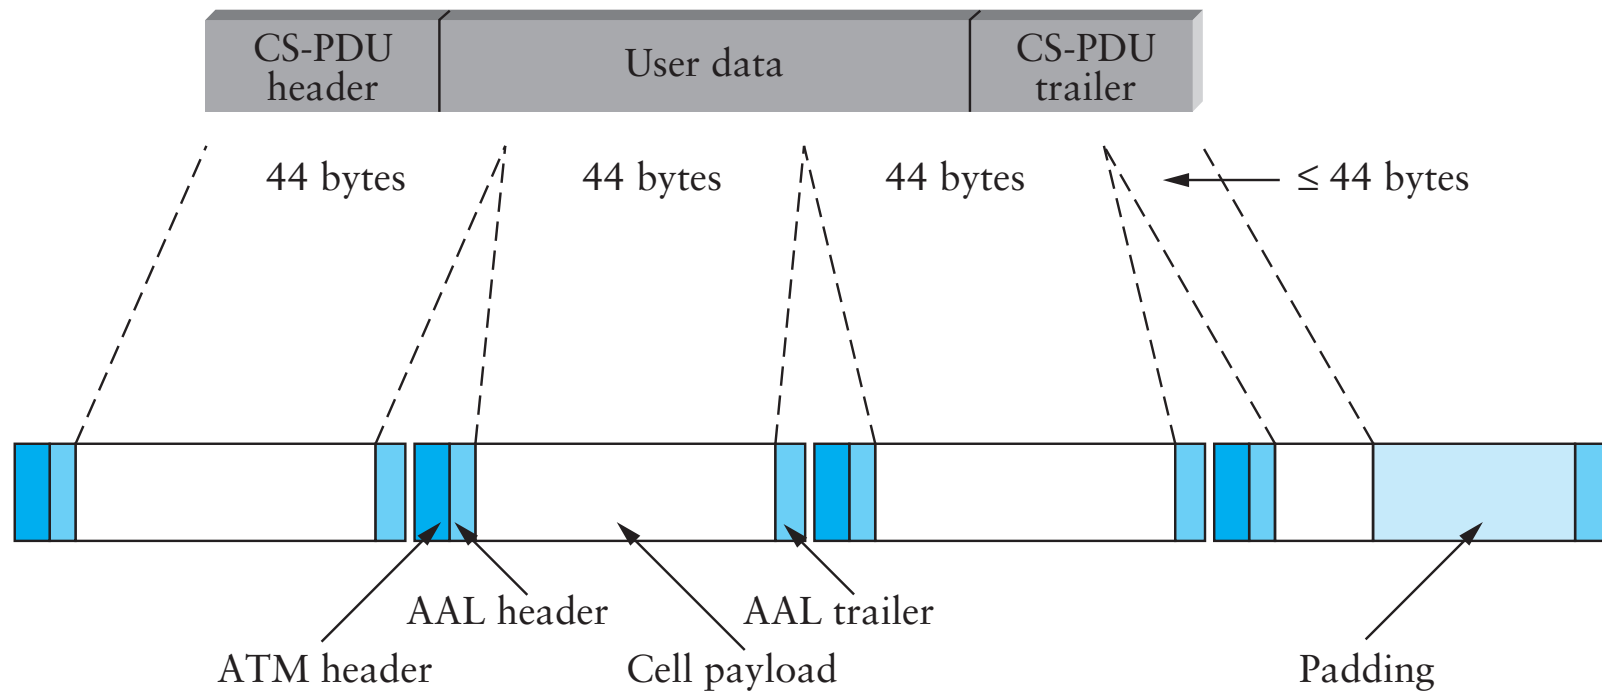 CS-PDU
header
User data
CS-PDU
trailer
44 bytes
44 bytes
44 bytes
≤ 44 bytes
AAL header
AAL trailer
ATM header
Cell payload
Padding